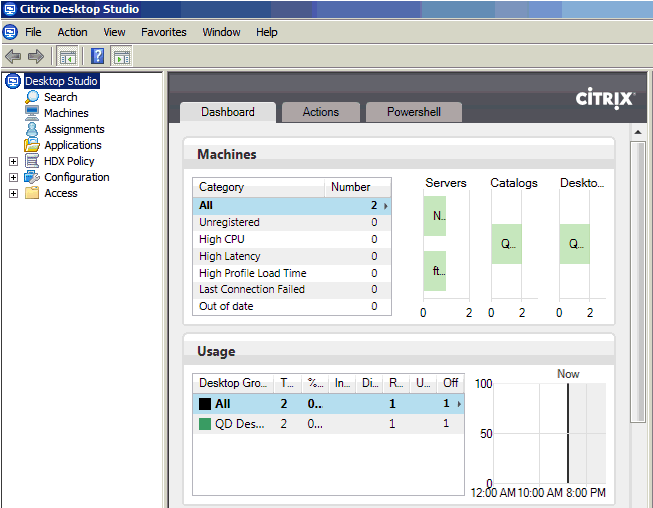 Citrix Desktop Studio
File Action View Favorites Window Help
Desktop Studio
Search
Machines
Assignments
Applications
HDX Policy
Configuration
Access
CİTRIX
Dashboard Actions Powershell
Machines
Category Number
All 2
Unregistered 0
High CPU 0
High Latency 0
High Profile Load Time 0
Last Connection Failed 0
Out of date 0
Servers Catalogs Deskto...
N.. Q... Q...
ft...
0 2 0 2 0 2
Usage
Desktop Gro... T... %... In... Di... R... U... Off
All 2 0... 1 1
QD Des... 2 0... 1 1
Now
100
50
0
12:00 AM 10:00 AM 8:00 PM